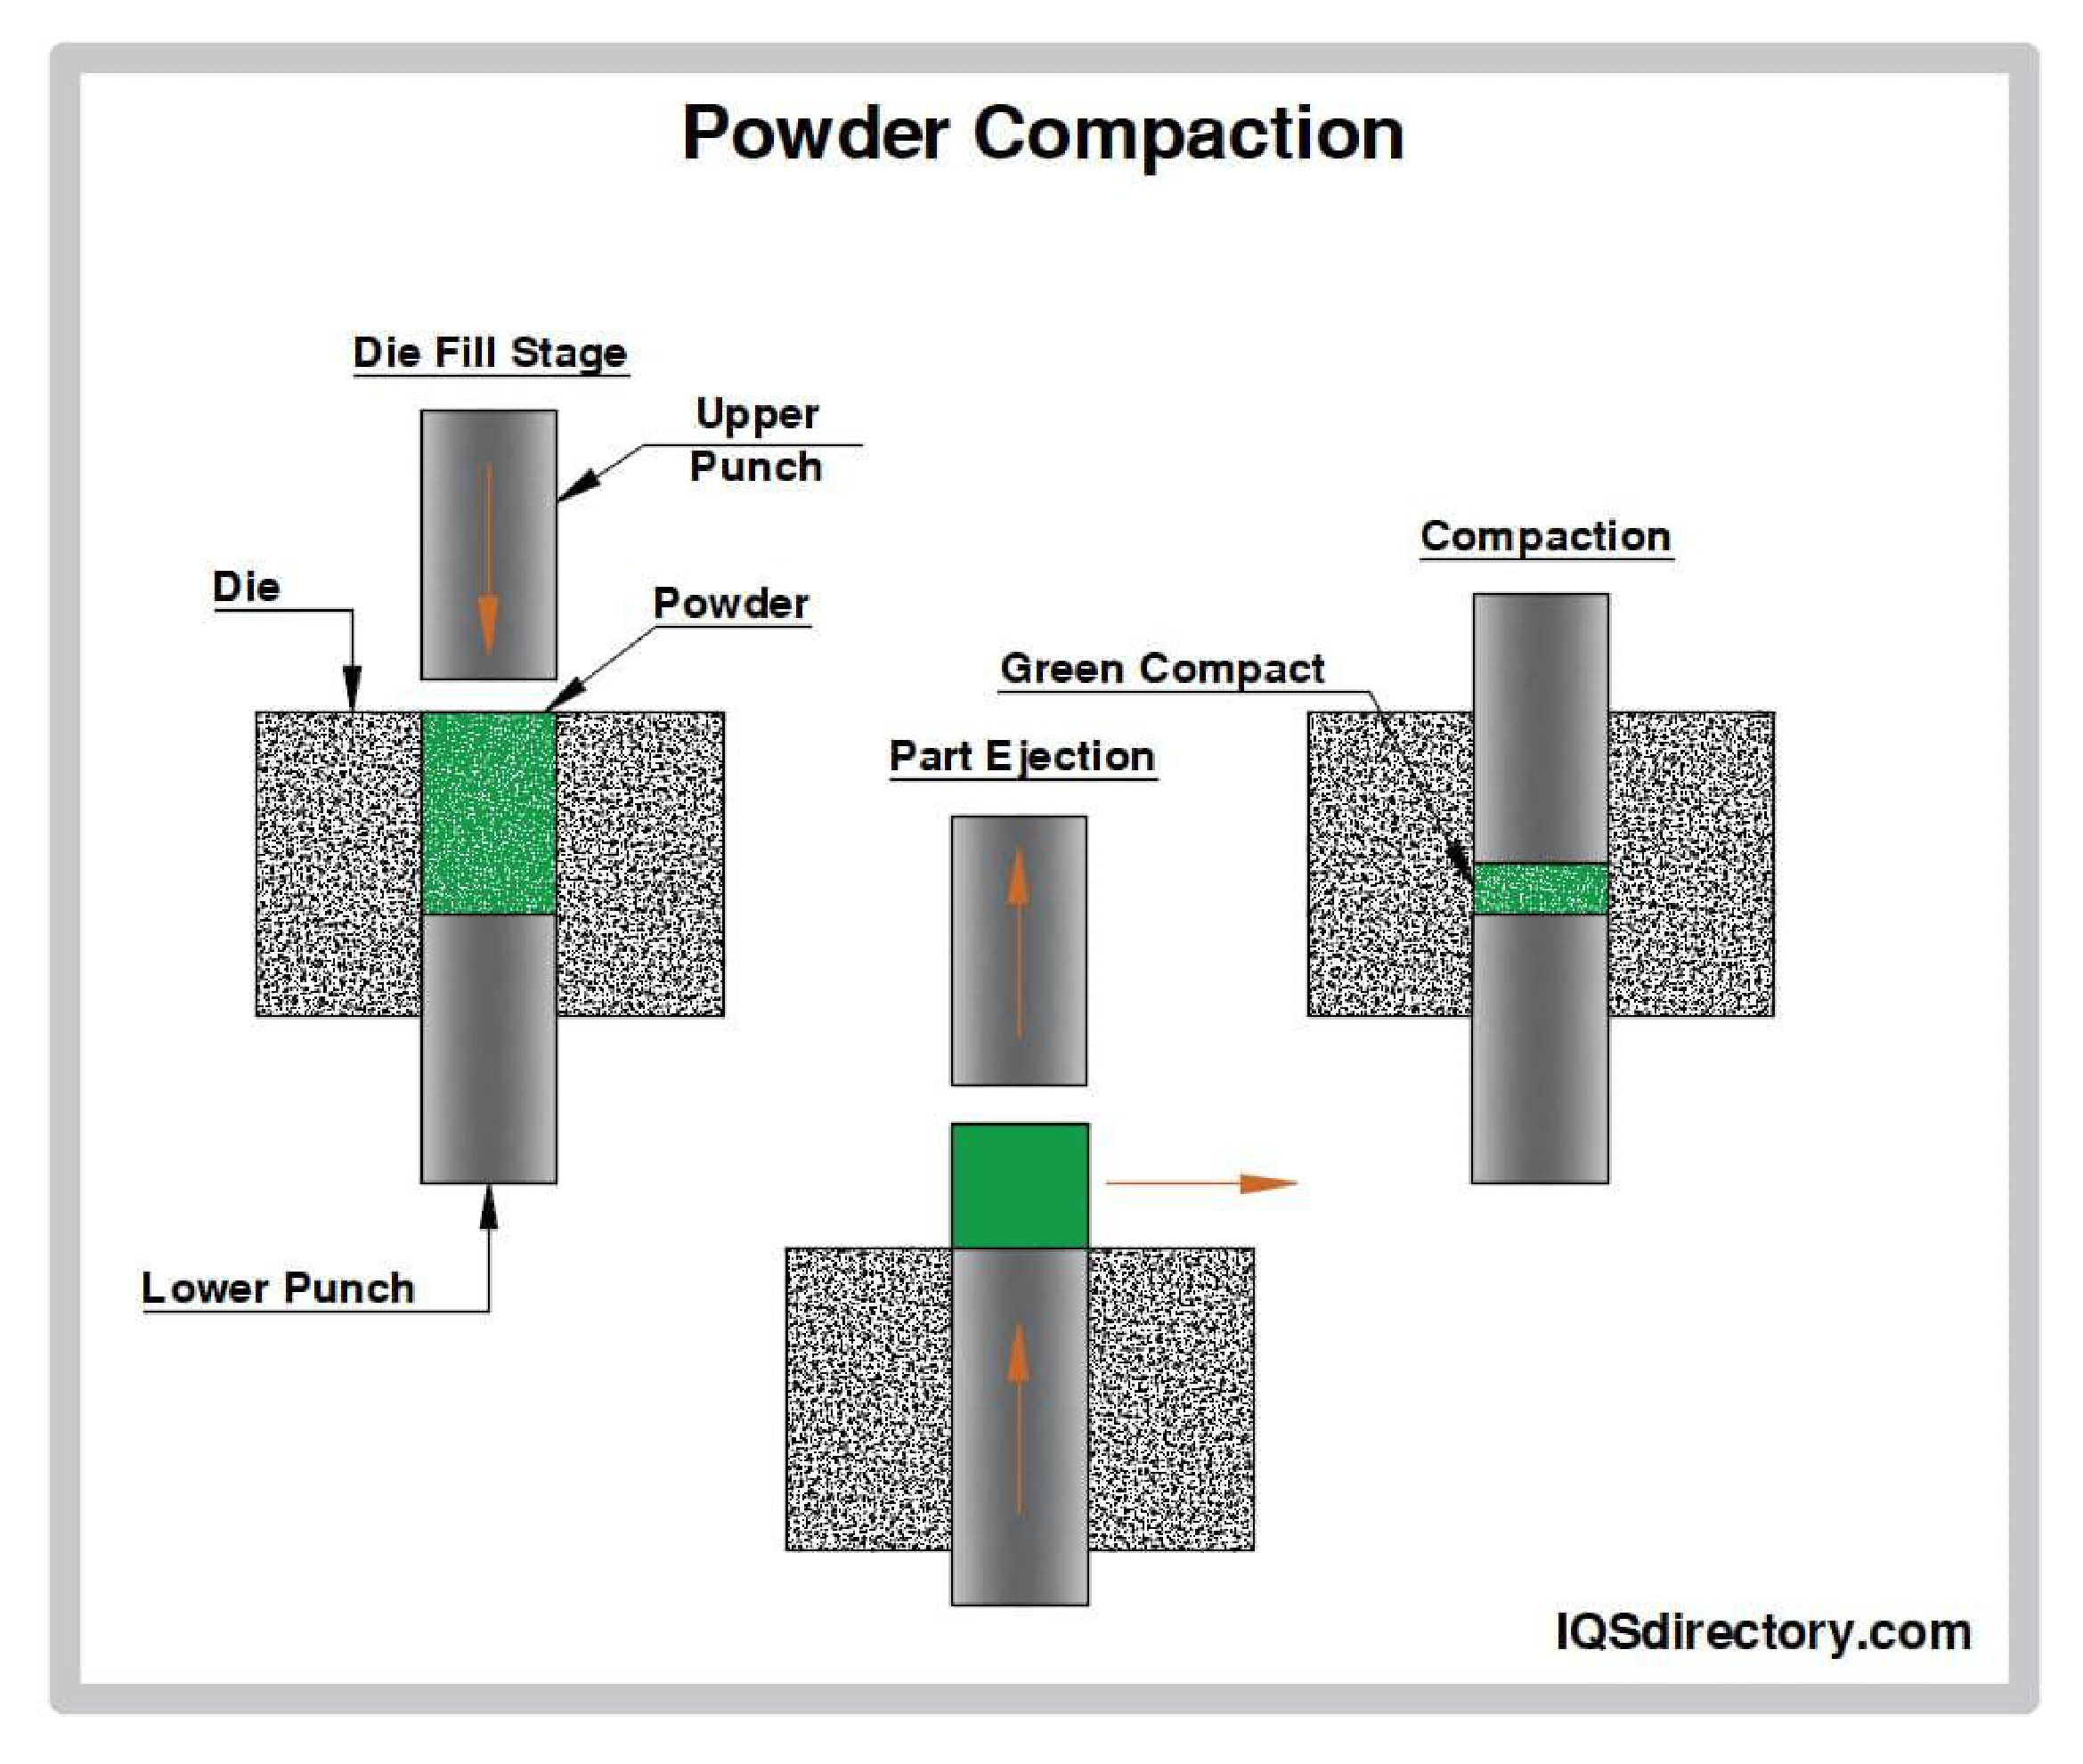 Powder Compaction
Die Fill Stage
Upper
Punch
Die
Powder
Compaction
Green Compact
Part Ejection
Lower Punch
IQSdirectory.com